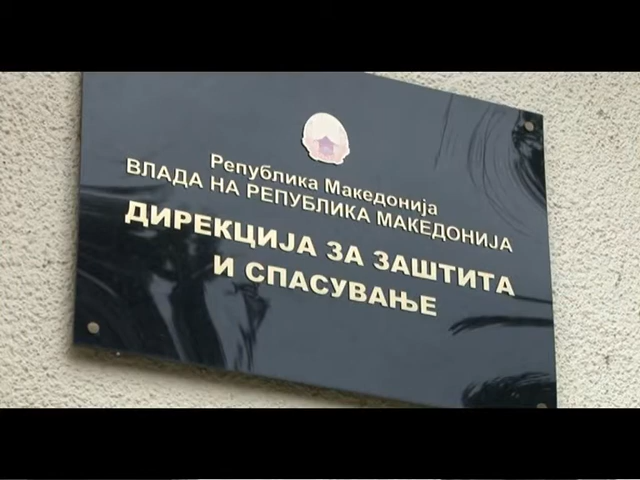 Република Македонија
ВЛАДА НА РЕПУБЛИКА МАКЕДОНИЈА
ДИРЕКЦИЈА ЗА ЗАШТИТА
И СПАСУВАЊЕ